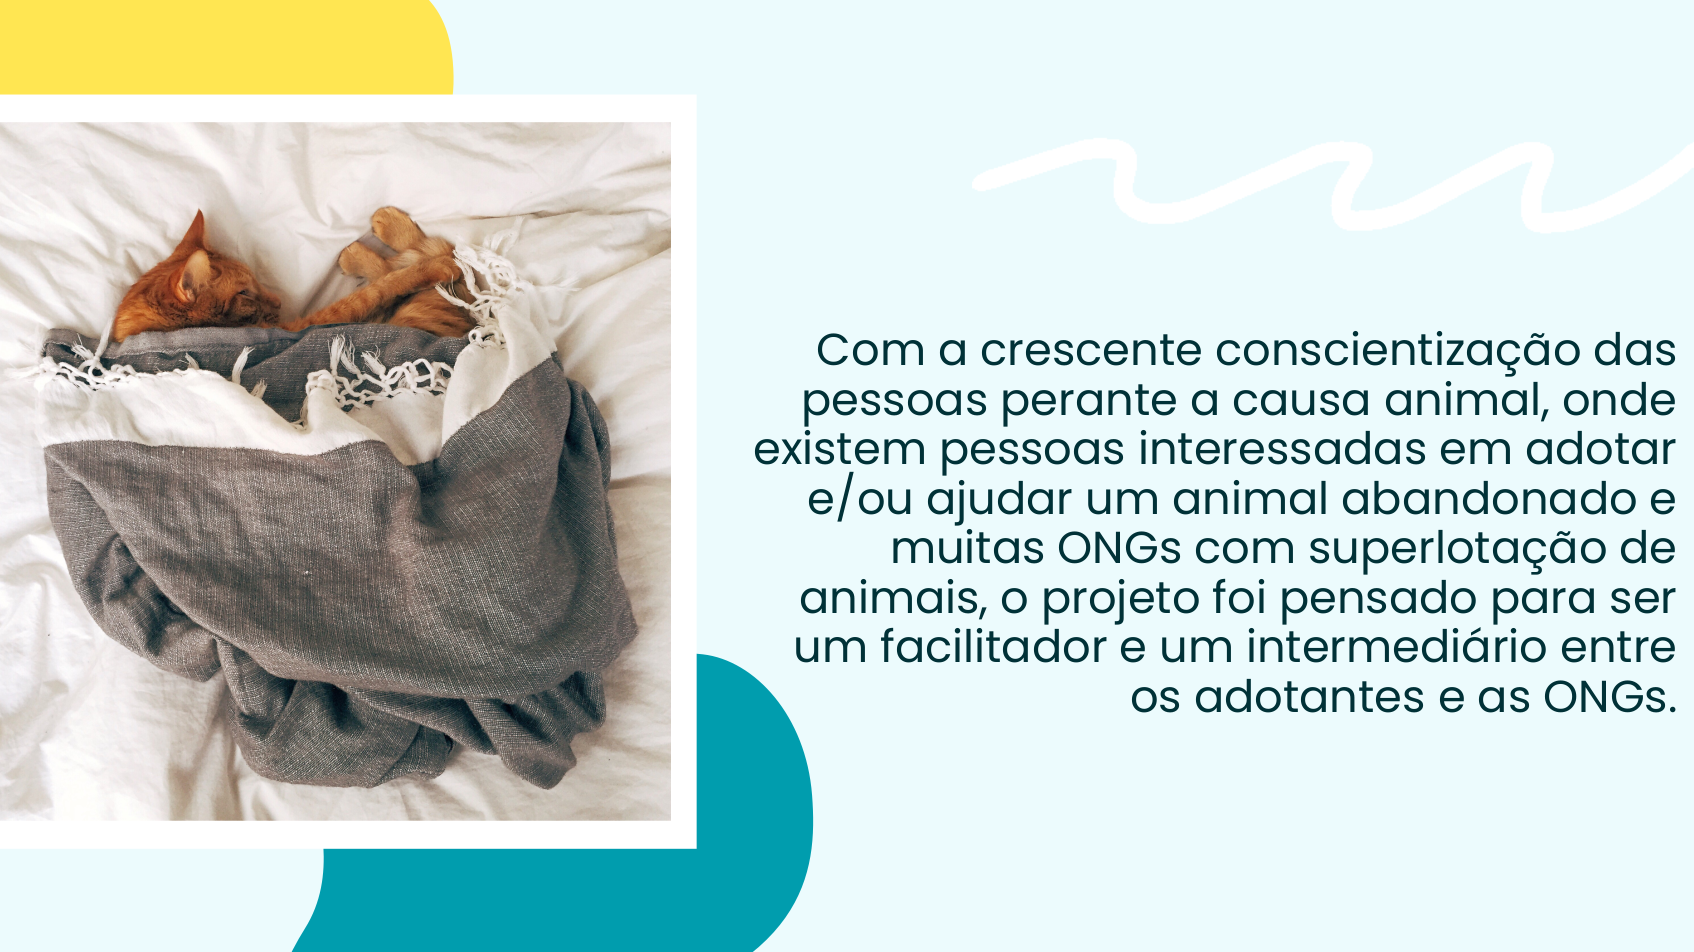 Com a crescente conscientização das
pessoas perante a causa animal, onde
existem pessoas interessadas em adotar
e/ou ajudar um animal abandonado e
muitas ONGs com superlotação de
animais, o projeto foi pensado para ser
um facilitador e um intermediário entre
os adotantes e as ONGs.